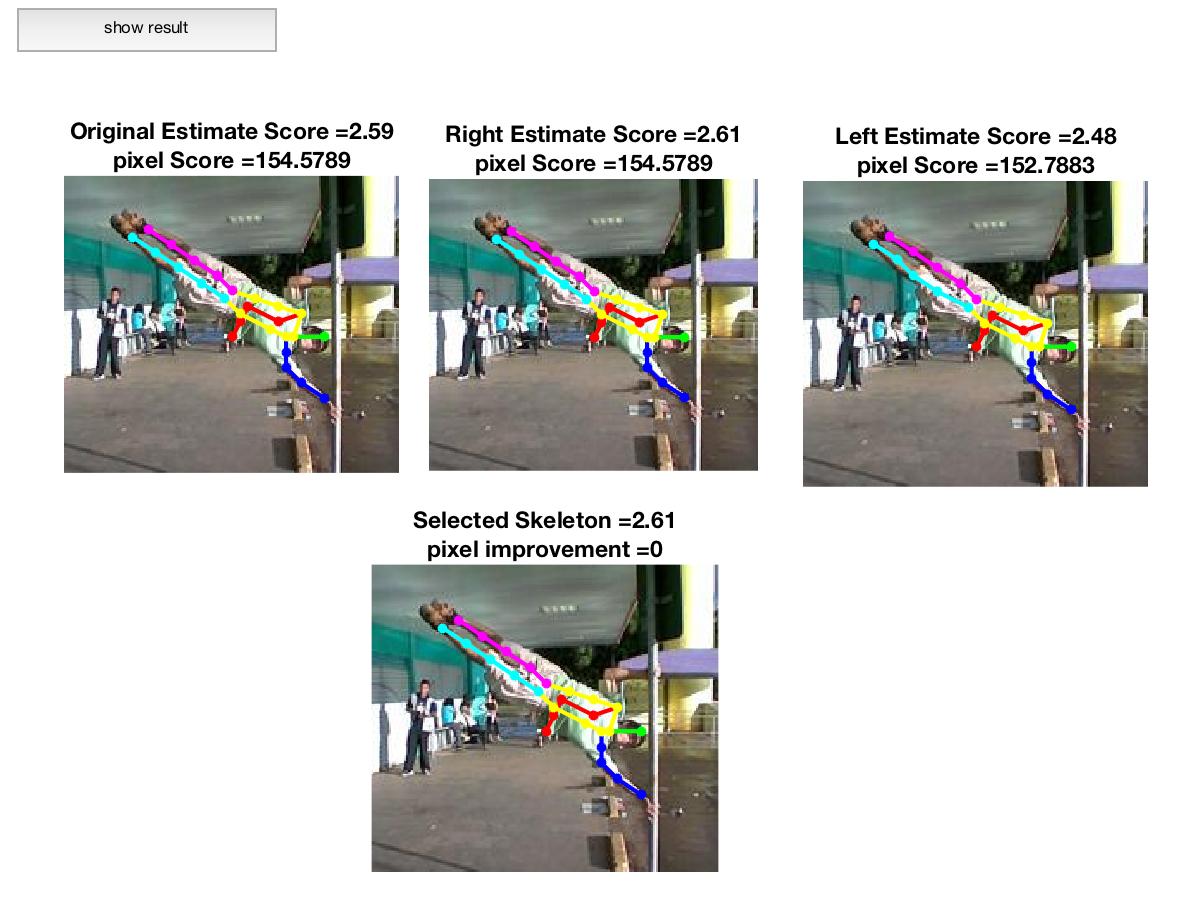 show result
Original Estimate Score =2.59
pixel Score =154.5789
Right Estimate Score =2.61
pixel Score =154.5789
Left Estimate Score =2.48
pixel Score =152.7883
Selected Skeleton =2.61
pixel improvement =0